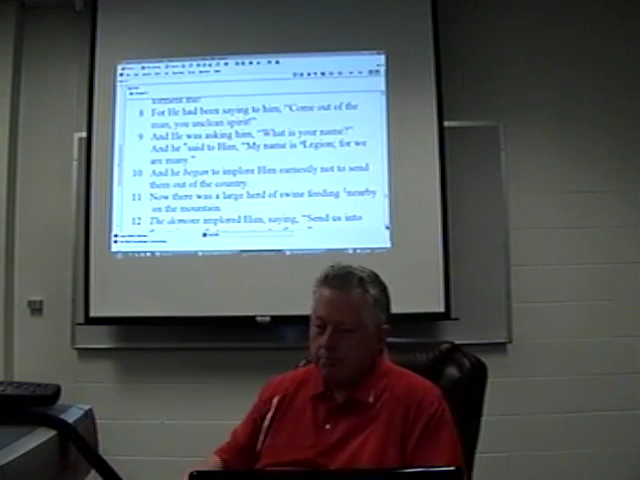 torment me!"
8 For He had been saying to him, "Come out of the
man, you unclean spirit!"
9 And He was asking him, "What is your name?"
And he *said to Him, "My name is Legion; for we
are many."
10 And he began to implore Him earnestly not to send
them out of the country.
11 Now there was a large herd of swine feeding nearby
on the mountain.
12 The demons implored Him, saying, "Send us into